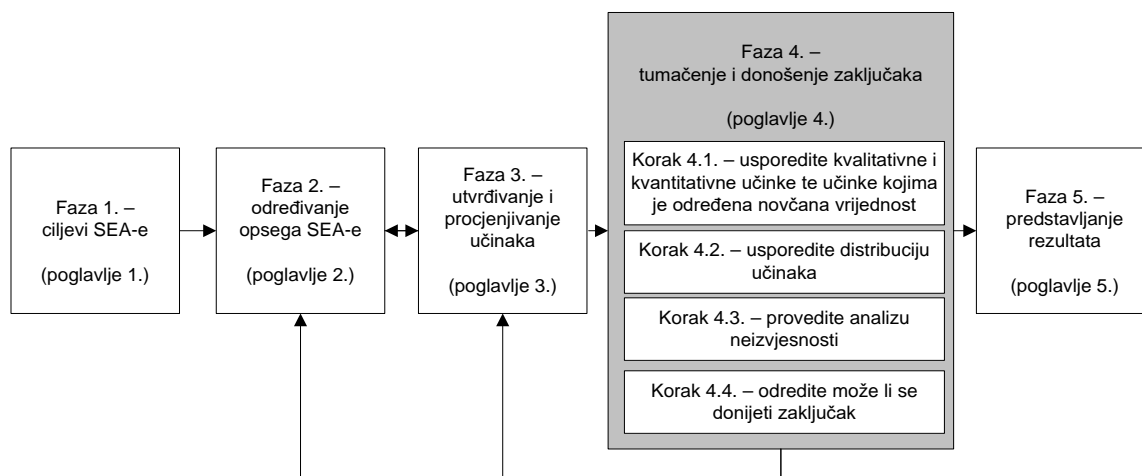 Faza 1. –
ciljevi SEA-e
(poglavlje 1.)
Faza 2. –
određivanje
opsega SEA-e
(poglavlje 2.)
Faza 3. –
utvrđivanje i
procjenjivanje
učinaka
(poglavlje 3.)
Faza 4. –
tumačenje i donošenje zaključaka
(poglavlje 4.)
Korak 4.1. – usporedite kvalitativne i
kvantitativne učinke te učinke kojima
je određena novčana vrijednost
Korak 4.2. – usporedite distribuciju
učinaka
Korak 4.3. – provedite analizu
neizvjesnosti
Korak 4.4. – odredite može li se
donijeti zaključak
Faza 5. –
predstavljanje
rezultata
(poglavlje 5.)